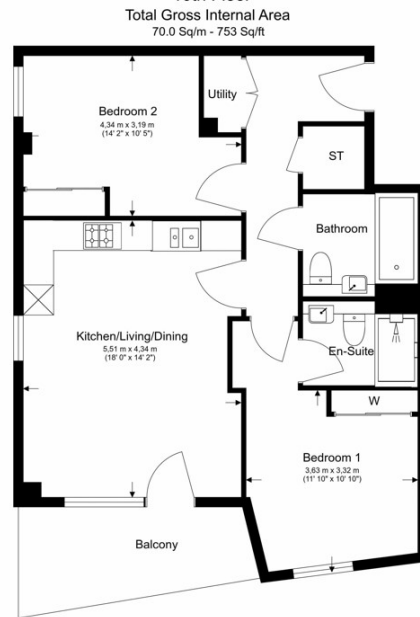 Total Gross Internal Area
70.0 Sq/m - 753 Sq/ft
Bedroom 2
4,34 m x 3,19 m
(14' 2" x 10' 5")
Utility
ST
Bathroom
Kitchen/Living/Dining
5,51 m x 4,34 m
(18' 0" x 14' 2")
En-Suite
W
Bedroom 1
3,63 m x 3,32 m
(11' 10" x 10' 10")
Balcony